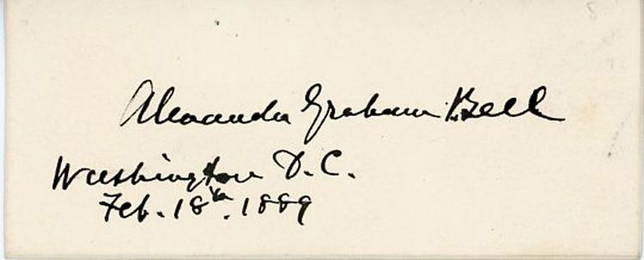 Alexander Graham Bell
Washington D.C.
Feb. 18th. 1889